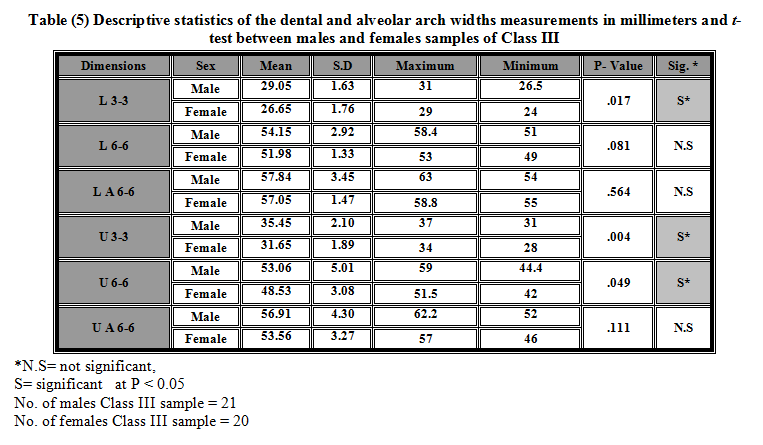 Table (5) Descriptive statistics of the dental and alveolar arch widths measurements in millimeters and t-
test between males and females samples of Class III
Dimensions Sex Mean S.D Maximum Minimum P- Value Sig. *
L 3-3 Male 29.05 1.63 31 26.5 .017 S*
Female 26.65 1.76 29 24
L 6-6 Male 54.15 2.92 58.4 51 .081 N.S
Female 51.98 1.33 53 49
L A 6-6 Male 57.84 3.45 63 54 .564 N.S
Female 57.05 1.47 58.8 55
U 3-3 Male 35.45 2.10 37 31 .004 S*
Female 31.65 1.89 34 28
U 6-6 Male 53.06 5.01 59 44.4 .049 S*
Female 48.53 3.08 51.5 42
U A 6-6 Male 56.91 4.30 62.2 52 .111 N.S
Female 53.56 3.27 57 46
*N.S= not significant,
S= significant at P < 0.05
No. of males Class III sample = 21
No. of females Class III sample = 20